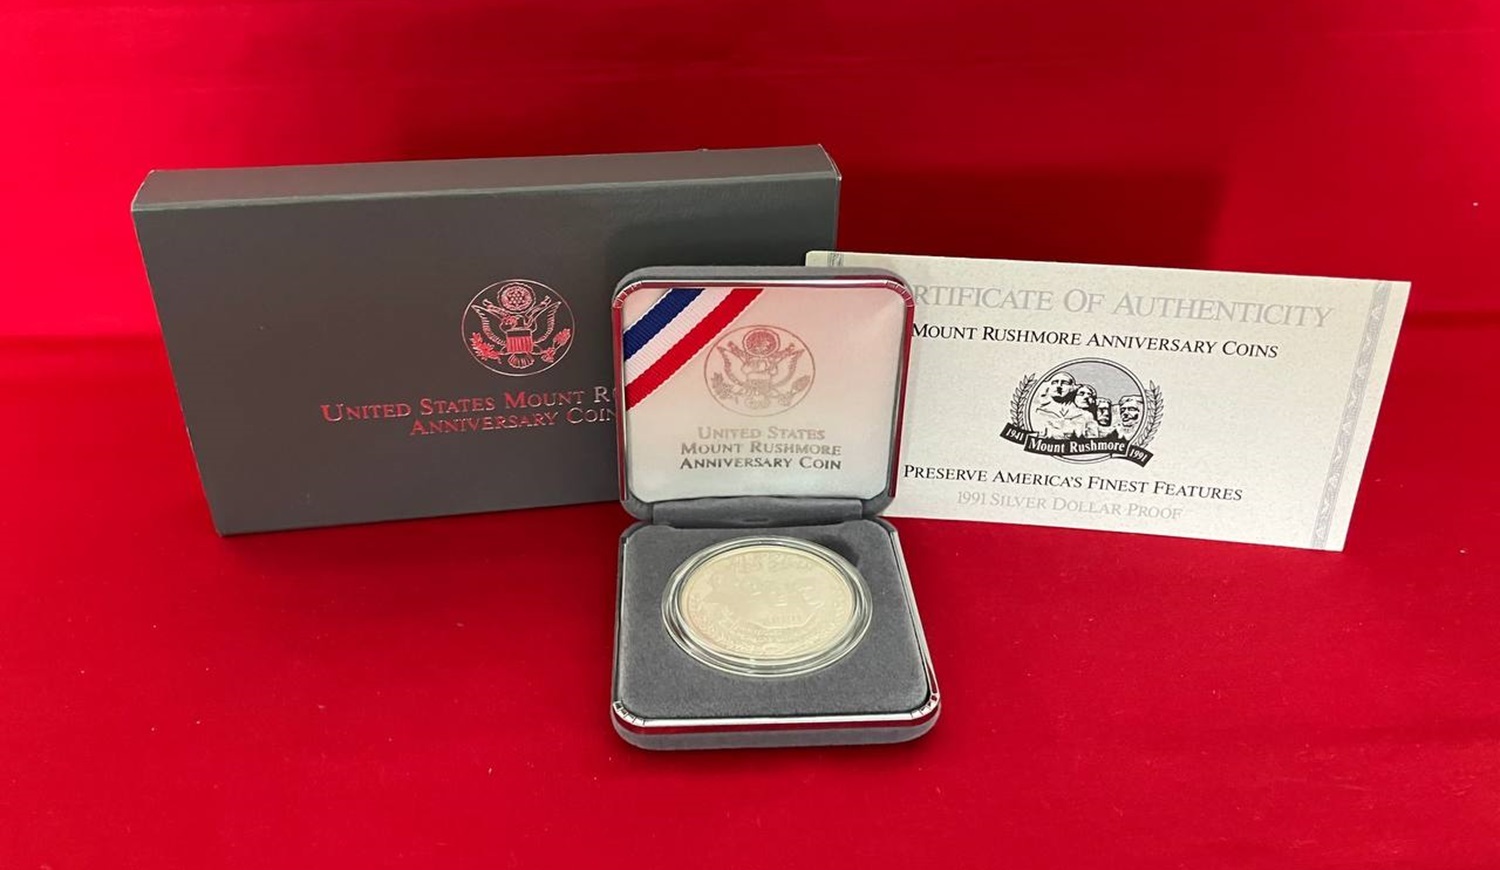 UNITED STATES MOUNT
ANNIVERSARY COIN
UNITED STATES
MOUNT RUSHMORE
ANNIVERSARY COIN
OF AUTHENTICITY
MOUNT RUSHMORE ANNIVERSARY COINS
1941 Mount Rushmore 1991
PRESERVE AMERICA'S FINEST FEATURES
1991 SILVER DOLLAR PROOF